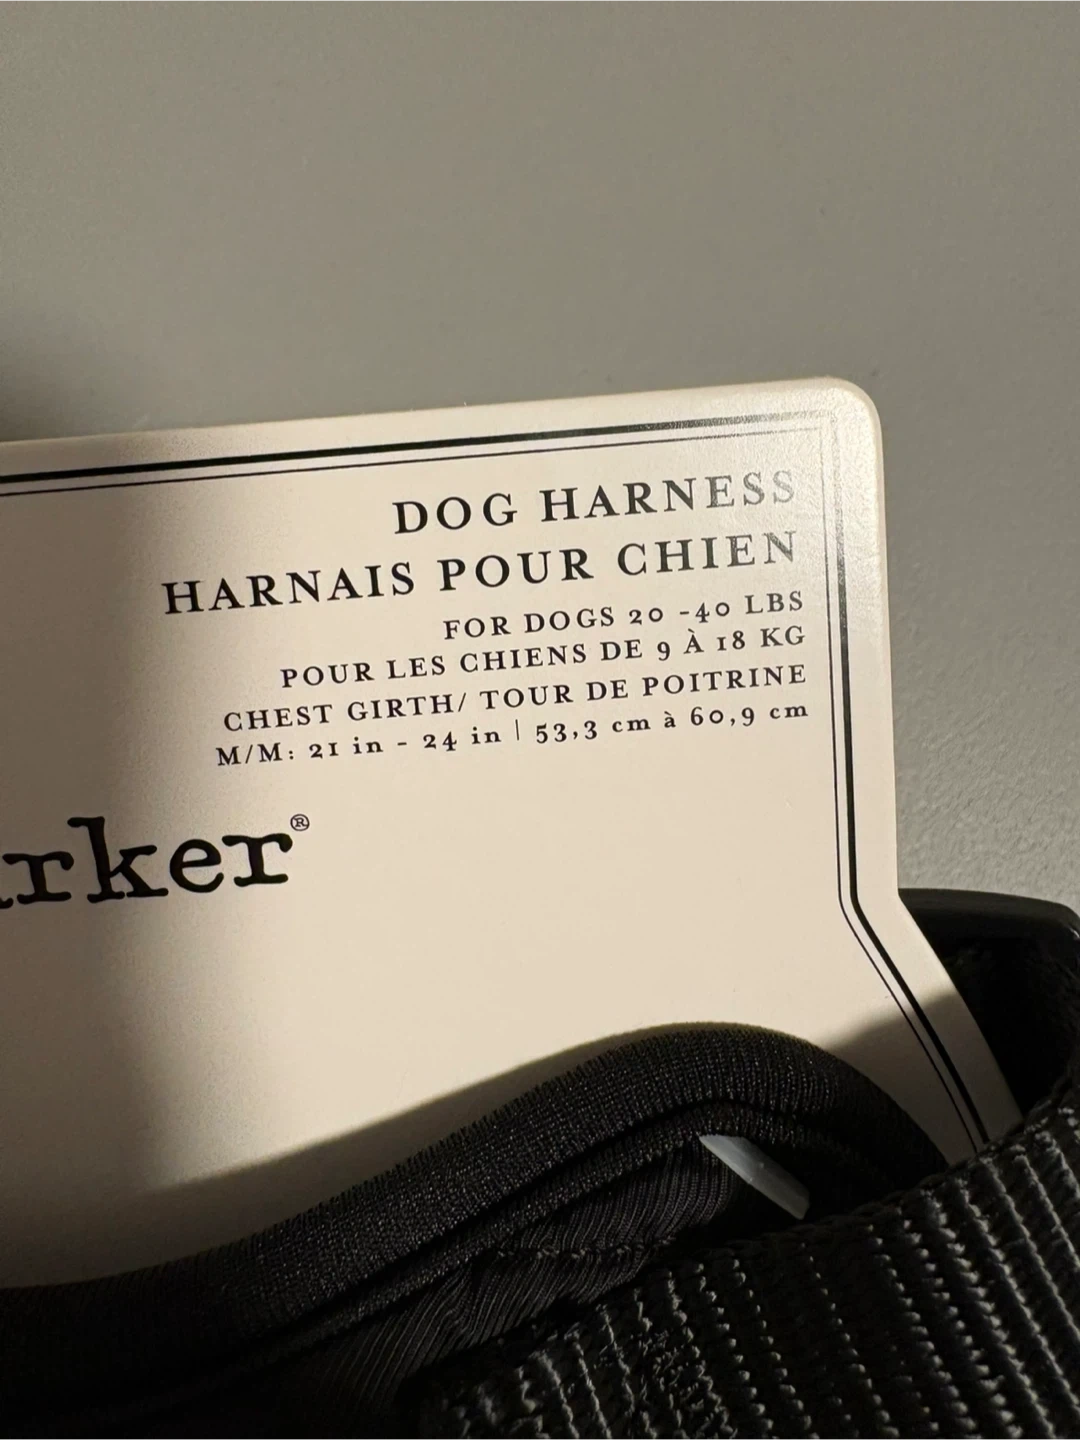 DOG HARNESS
HARNAIS POUR CHIEN
FOR DOGS 20 -40 LBS
POUR LES CHIENS DE 9 À 18 KG
CHEST GIRTH/ TOUR DE POITRINE
M/M: 21 in - 24 in | 53,3 cm à 60,9 cm
rker®